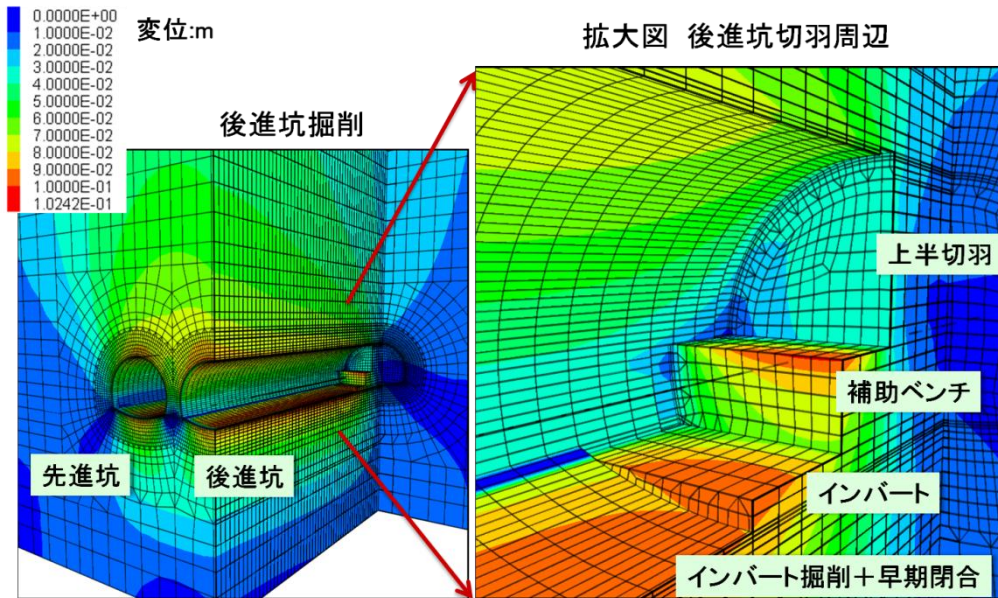 0.0000E+00
1.0000E-02
2.0000E-02
3.0000E-02
4.0000E-02
5.0000E-02
6.0000E-02
7.0000E-02
8.0000E-02
9.0000E-02
1.0000E-01
1.0242E-01
変位:m
後進坑掘削
先進坑
後進坑
拡大図 後進坑切羽周辺
上半切羽
補助ベンチ
インバート
インバート掘削＋早期閉合